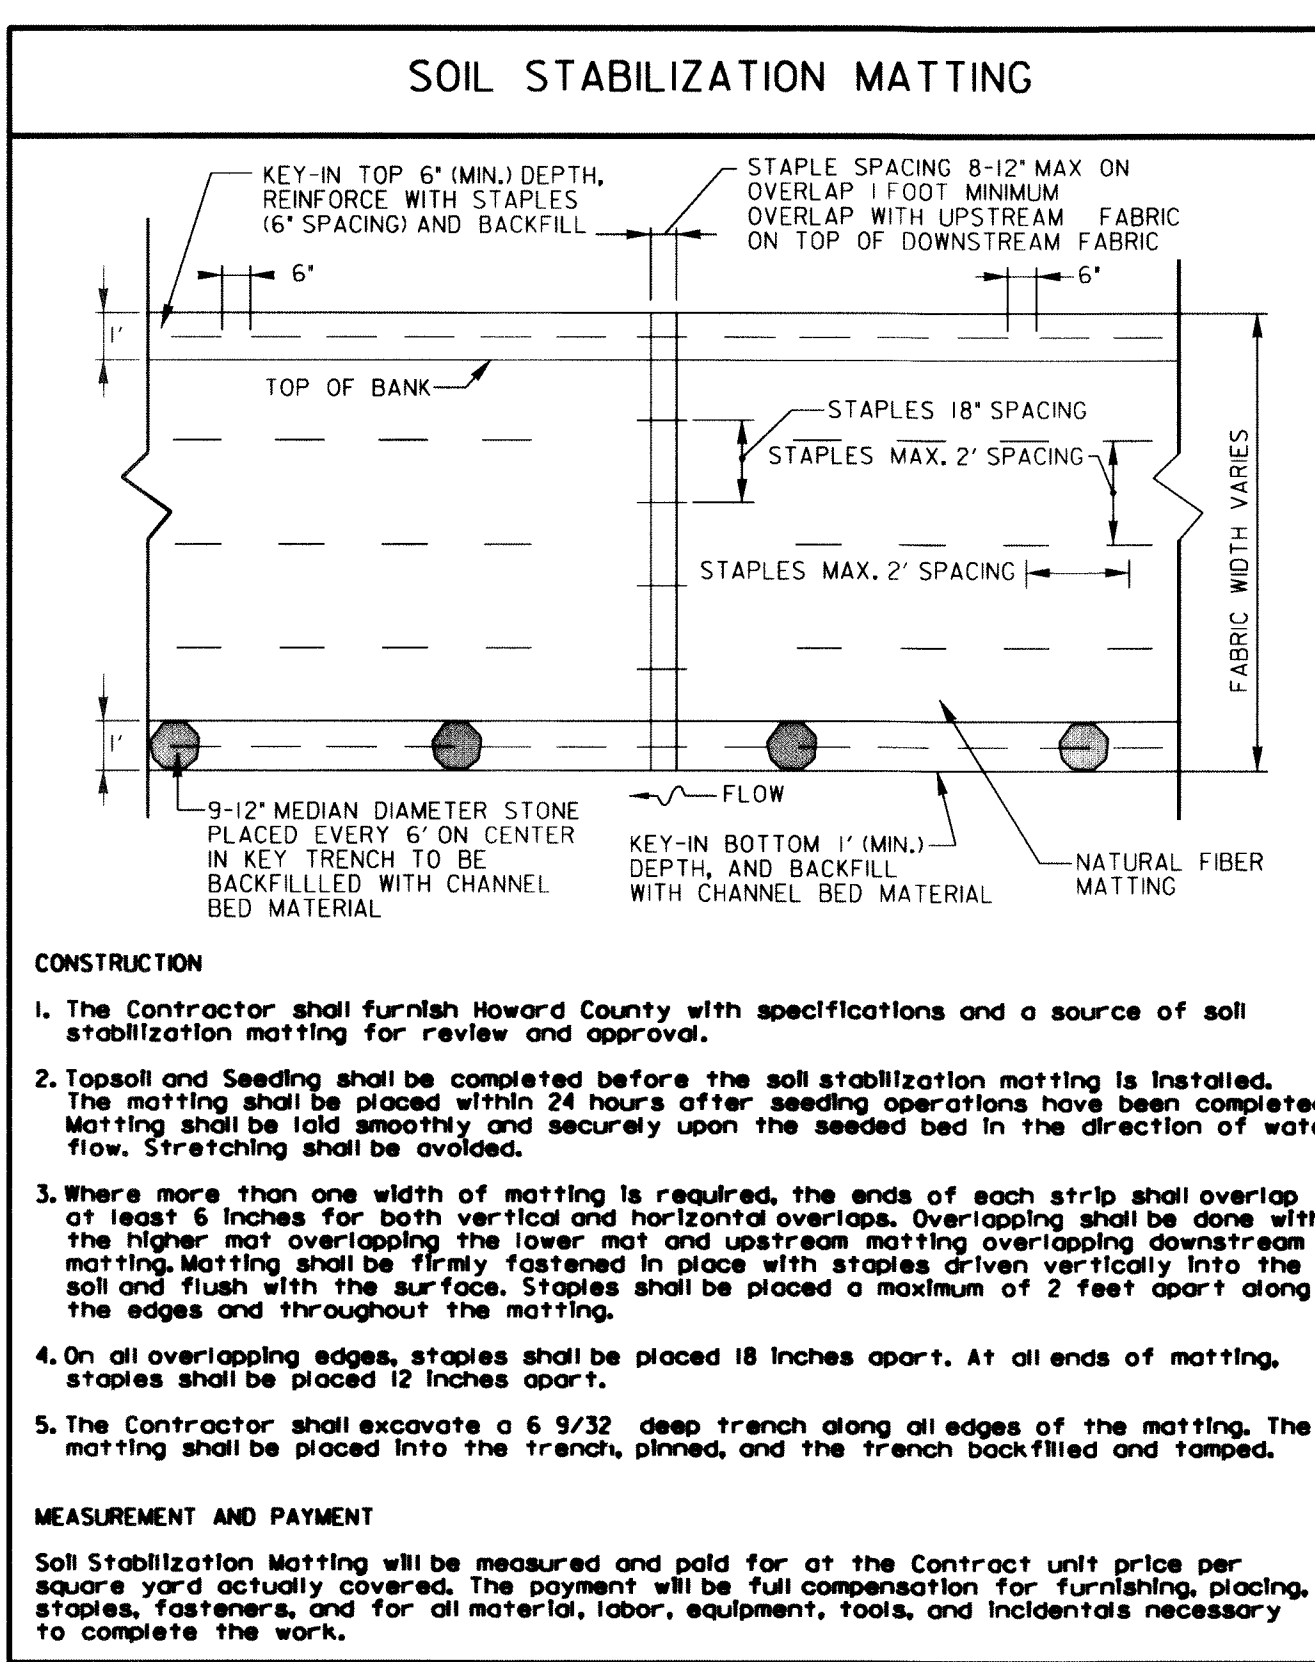 SOIL STABILIZATION MATTING
KEY-IN TOP 6" (MIN.) DEPTH,
REINFORCE WITH STAPLES
(6" SPACING) AND BACKFILL
STAPLE SPACING 8-12" MAX ON
OVERLAP 1 FOOT MINIMUM
OVERLAP WITH UPSTREAM FABRIC
ON TOP OF DOWNSTREAM FABRIC
6"
6"
1'
TOP OF BANK
STAPLES 18" SPACING
STAPLES MAX. 2' SPACING
STAPLES MAX. 2' SPACING
FABRIC WIDTH VARIES
1'
FLOW
9-12" MEDIAN DIAMETER STONE
PLACED EVERY 6' ON CENTER
IN KEY TRENCH TO BE
BACKFILLLED WITH CHANNEL
BED MATERIAL
KEY-IN BOTTOM 1' (MIN.)
DEPTH, AND BACKFILL
WITH CHANNEL BED MATERIAL
NATURAL FIBER
MATTING
CONSTRUCTION
1. The Contractor shall furnish Howard County with specifications and a source of soil
stabilization matting for review and approval.
2. Topsoil and Seeding shall be completed before the soil stabilization matting is installed.
The matting shall be placed within 24 hours after seeding operations have been complete
Matting shall be laid smoothly and securely upon the seeded bed in the direction of wat
flow. Stretching shall be avoided.
3. Where more than one width of matting is required, the ends of each strip shall overlap
at least 6 inches for both vertical and horizontal overlaps. Overlapping shall be done with
the higher mat overlapping the lower mat and upstream matting overlapping downstream
matting. Matting shall be firmly fastened in place with staples driven vertically into the
soil and flush with the surface. Staples shall be placed a maximum of 2 feet apart along
the edges and throughout the matting.
4. On all overlapping edges, staples shall be placed 18 inches apart. At all ends of matting,
staples shall be placed 12 inches apart.
5. The Contractor shall excavate a 6 9/32 deep trench along all edges of the matting. The
matting shall be placed into the trench, pinned, and the trench backfilled and tamped.
MEASUREMENT AND PAYMENT
Soil Stabilization Matting will be measured and paid for at the Contract unit price per
square yard actually covered. The payment will be full compensation for furnishing, placing,
staples, fasteners, and for all material, labor, equipment, tools, and incidentals necessary
to complete the work.